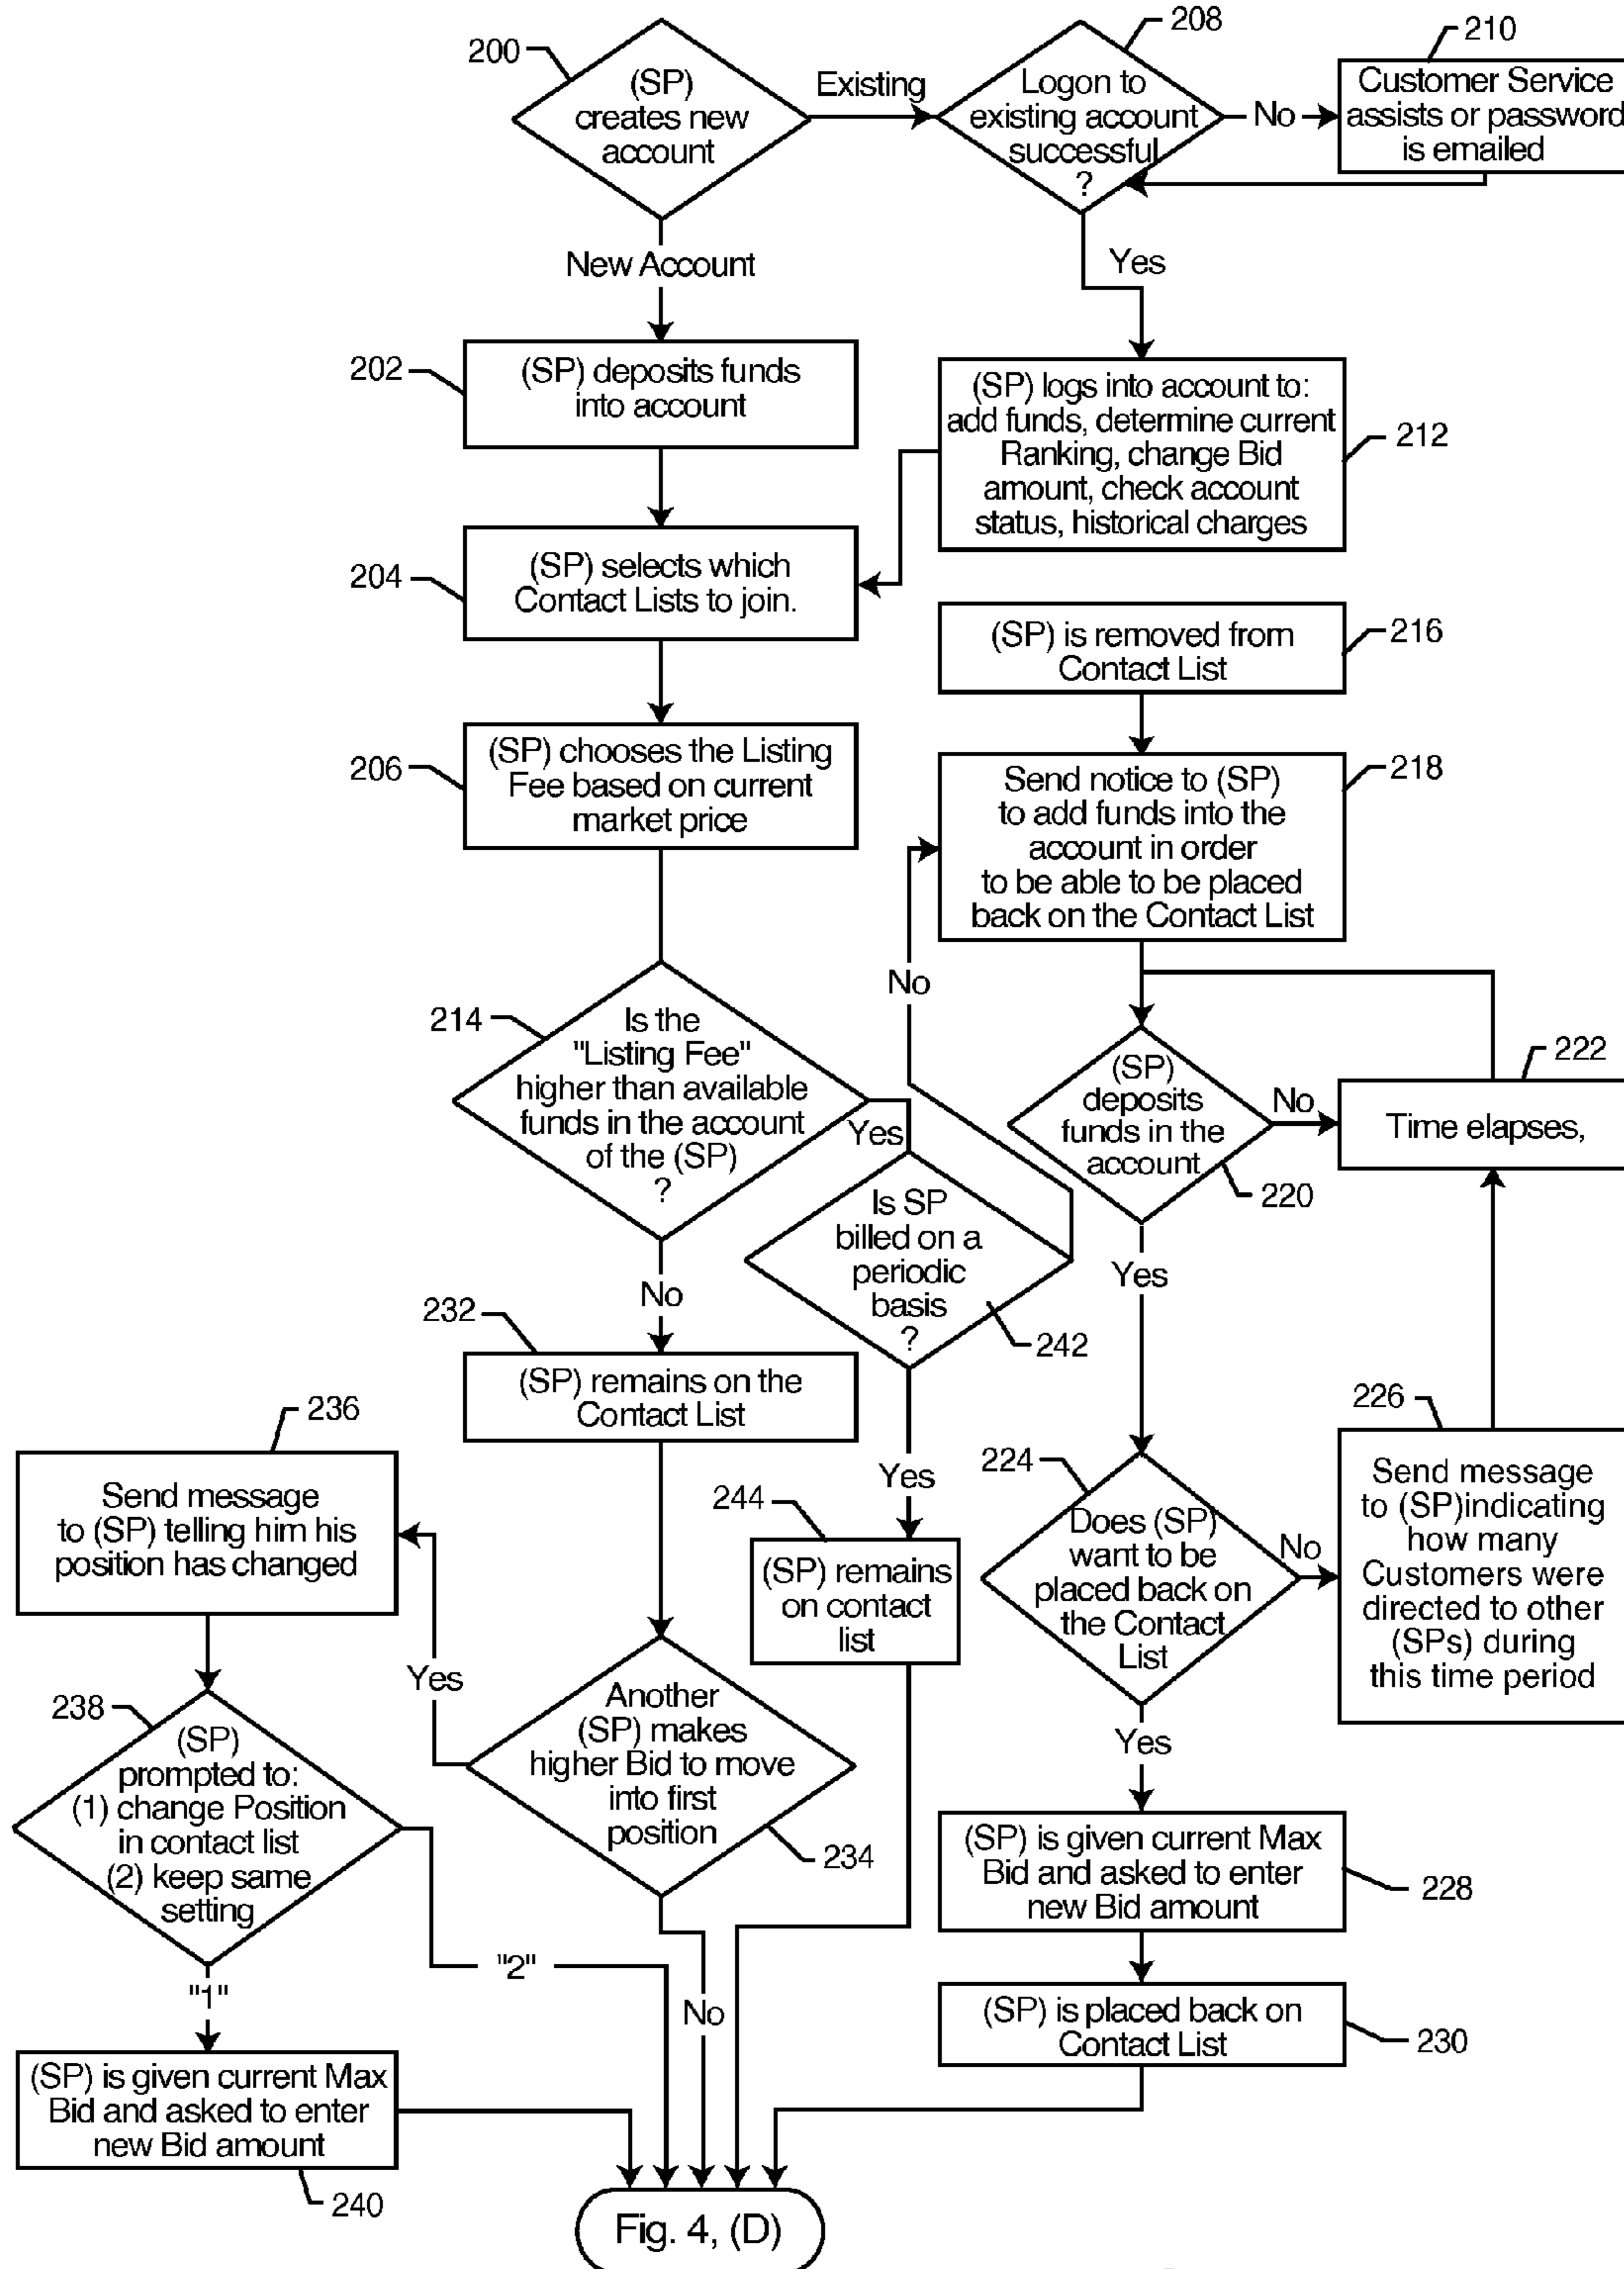 200
(SP)
creates new
account
Existing
208
Logon to
existing account
successful
?
No
210
Customer Service
assists or password
is emailed
New Account
Yes
202
(SP) deposits funds
into account
(SP) logs into account to:
add funds, determine current
Ranking, change Bid
amount, check account
status, historical charges
212
204
(SP) selects which
Contact Lists to join.
(SP) is removed from
Contact List
216
206
(SP) chooses the Listing
Fee based on current
market price
Send notice to (SP)
to add funds into the
account in order
to be able to be placed
back on the Contact List
218
No
214
Is the
"Listing Fee"
higher than available
funds in the account
of the (SP)
?
Yes
(SP)
deposits
funds in the
account
220
No
222
Time elapses,
Is SP
billed on a
periodic
basis
?
242
Yes
No
232
(SP) remains on the
Contact List
236
Send message
to (SP) telling him his
position has changed
Yes
244
(SP) remains
on contact
list
224
Does (SP)
want to be
placed back on
the Contact
List
No
226
Send message
to (SP)indicating
how many
Customers were
directed to other
(SPs) during
this time period
Yes
238
(SP)
prompted to:
(1) change Position
in contact list
(2) keep same
setting
Another
(SP) makes
higher Bid to move
into first
position
234
Yes
(SP) is given current Max
Bid and asked to enter
new Bid amount
228
"1"
"2"
No
(SP) is placed back on
Contact List
230
(SP) is given current Max
Bid and asked to enter
new Bid amount
240
Fig. 4, (D)